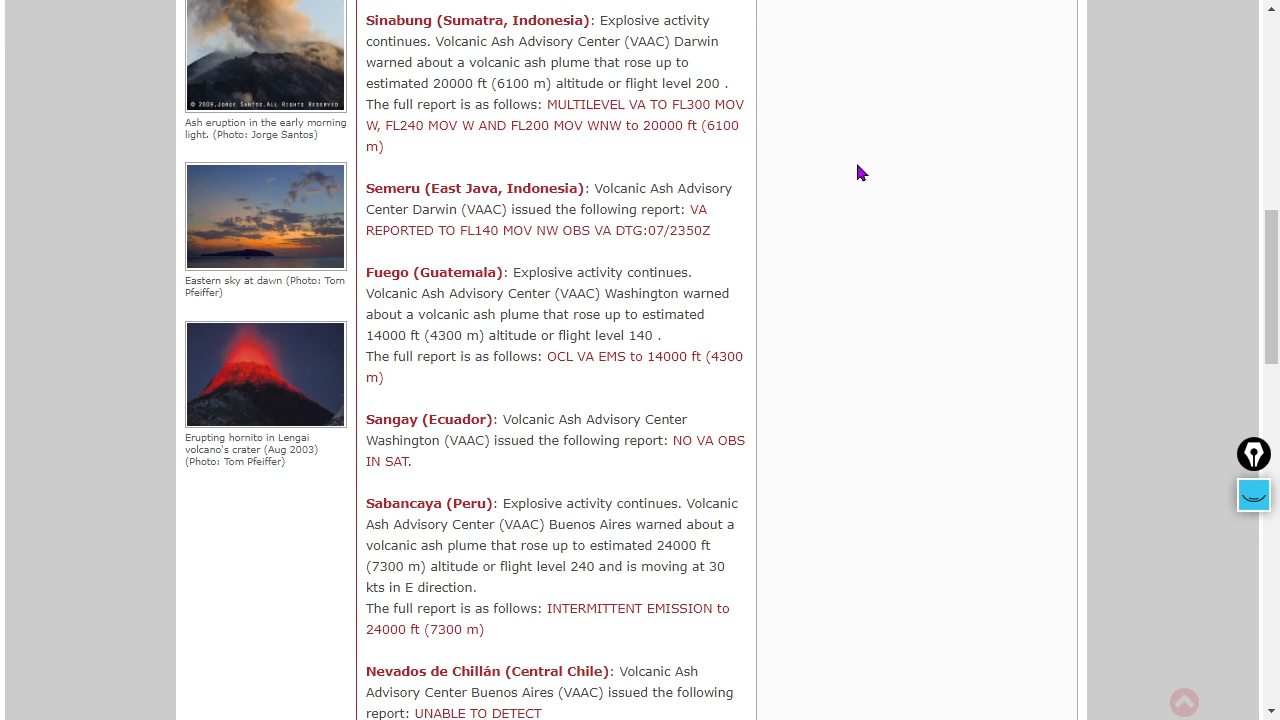 © 2009,Jorge Santos.All Rights Reserved
Ash eruption in the early morning
light. (Photo: Jorge Santos)
Eastern sky at dawn (Photo: Tom
Pfeiffer)
Erupting hornito in Lengai
volcano's crater (Aug 2003)
(Photo: Tom Pfeiffer)
Sinabung (Sumatra, Indonesia): Explosive activity
continues. Volcanic Ash Advisory Center (VAAC) Darwin
warned about a volcanic ash plume that rose up to
estimated 20000 ft (6100 m) altitude or flight level 200 .
The full report is as follows: MULTILEVEL VA TO FL300 MOV
W, FL240 MOV W AND FL200 MOV WNW to 20000 ft (6100
m)
Semeru (East Java, Indonesia): Volcanic Ash Advisory
Center Darwin (VAAC) issued the following report: VA
REPORTED TO FL140 MOV NW OBS VA DTG:07/2350Z
Fuego (Guatemala): Explosive activity continues.
Volcanic Ash Advisory Center (VAAC) Washington warned
about a volcanic ash plume that rose up to estimated
14000 ft (4300 m) altitude or flight level 140 .
The full report is as follows: OCL VA EMS to 14000 ft (4300
m)
Sangay (Ecuador): Volcanic Ash Advisory Center
Washington (VAAC) issued the following report: NO VA OBS
IN SAT.
Sabancaya (Peru): Explosive activity continues. Volcanic
Ash Advisory Center (VAAC) Buenos Aires warned about a
volcanic ash plume that rose up to estimated 24000 ft
(7300 m) altitude or flight level 240 and is moving at 30
kts in E direction.
The full report is as follows: INTERMITTENT EMISSION to
24000 ft (7300 m)
Nevados de Chillán (Central Chile): Volcanic Ash
Advisory Center Buenos Aires (VAAC) issued the following
report: UNABLE TO DETECT